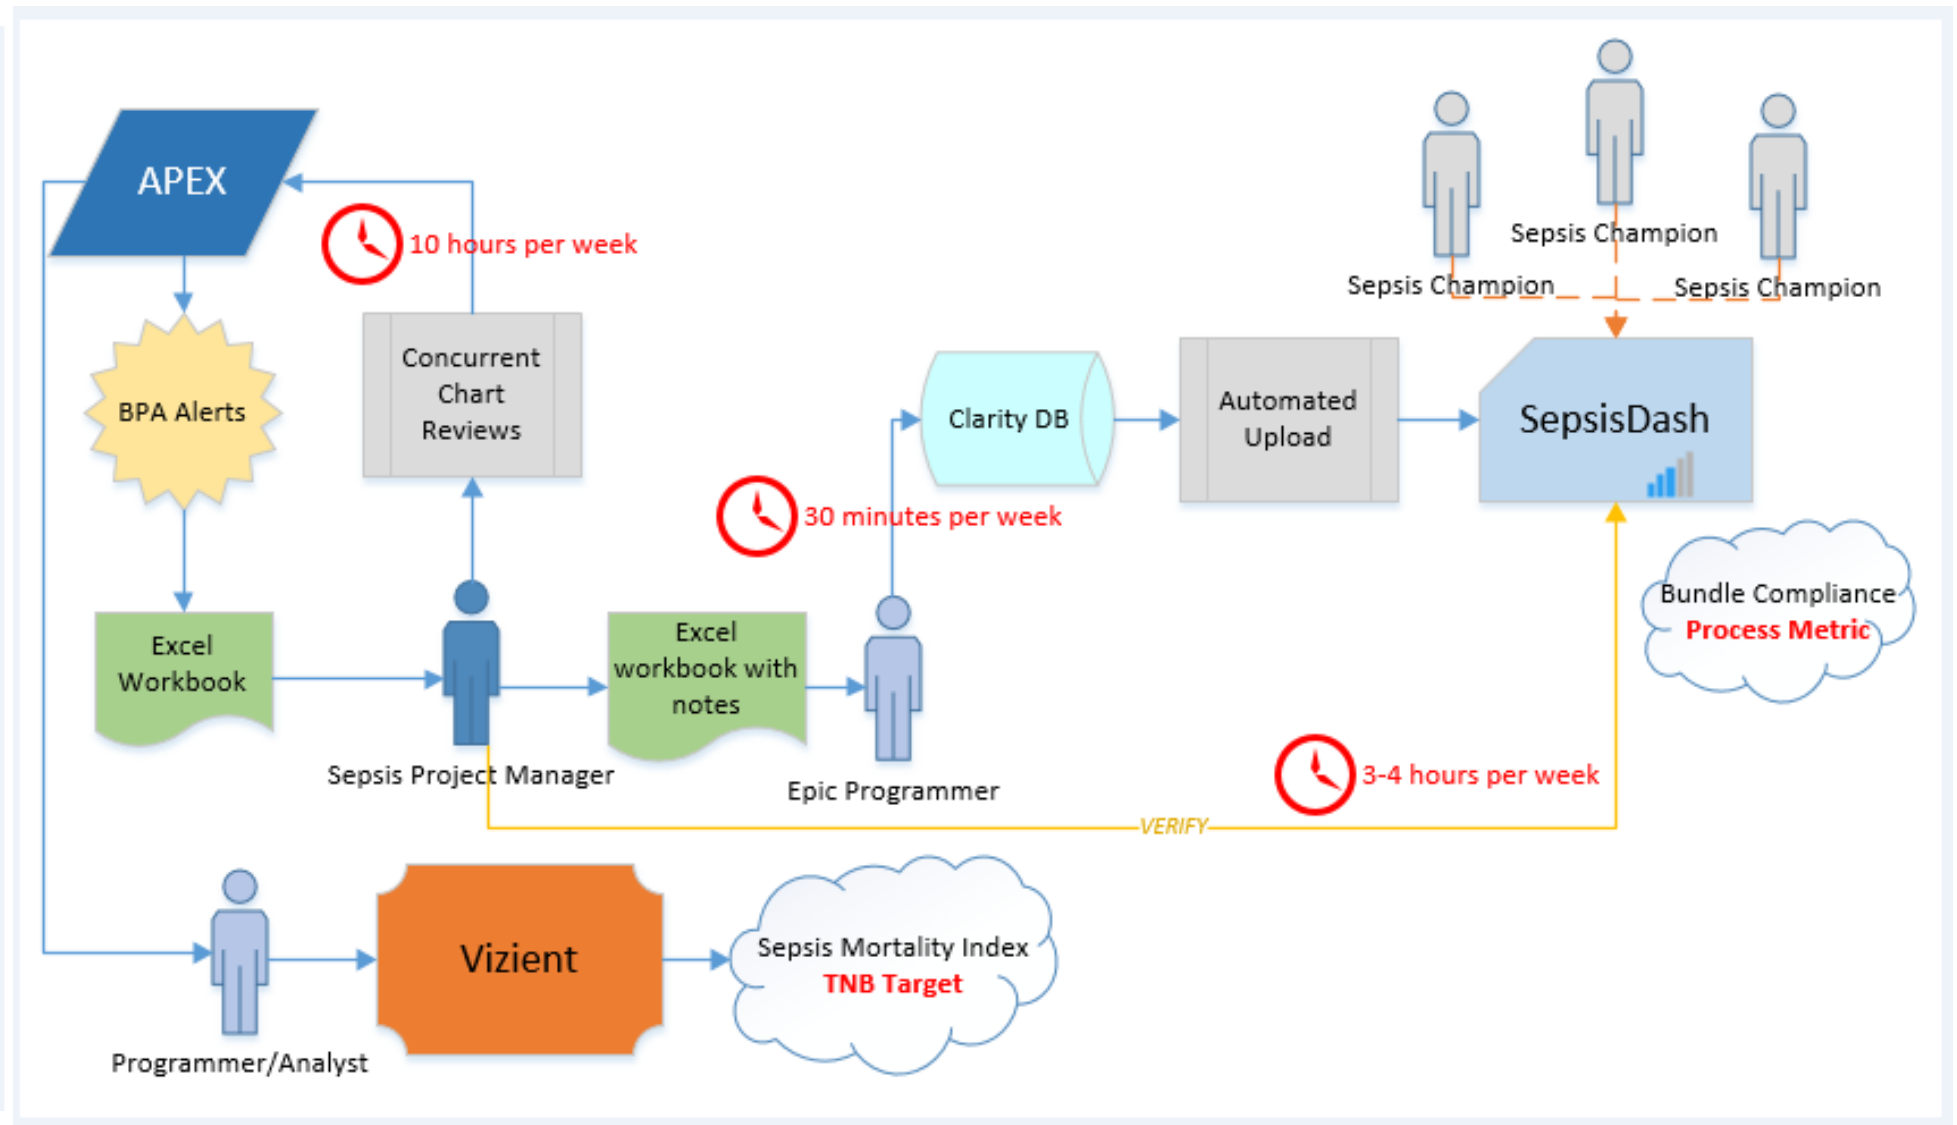 APEX
10 hours per week
Sepsis Champion
Sepsis Champion
Sepsis Champion
BPA Alerts
Concurrent
Chart
Reviews
Clarity DB
Automated
Upload
SepsisDash
30 minutes per week
Bundle Compliance
Process Metric
Excel
Workbook
Sepsis Project Manager
Excel
workbook with
notes
Epic Programmer
3-4 hours per week
VERIFY
Programmer/Analyst
Vizient
Sepsis Mortality Index
TNB Target